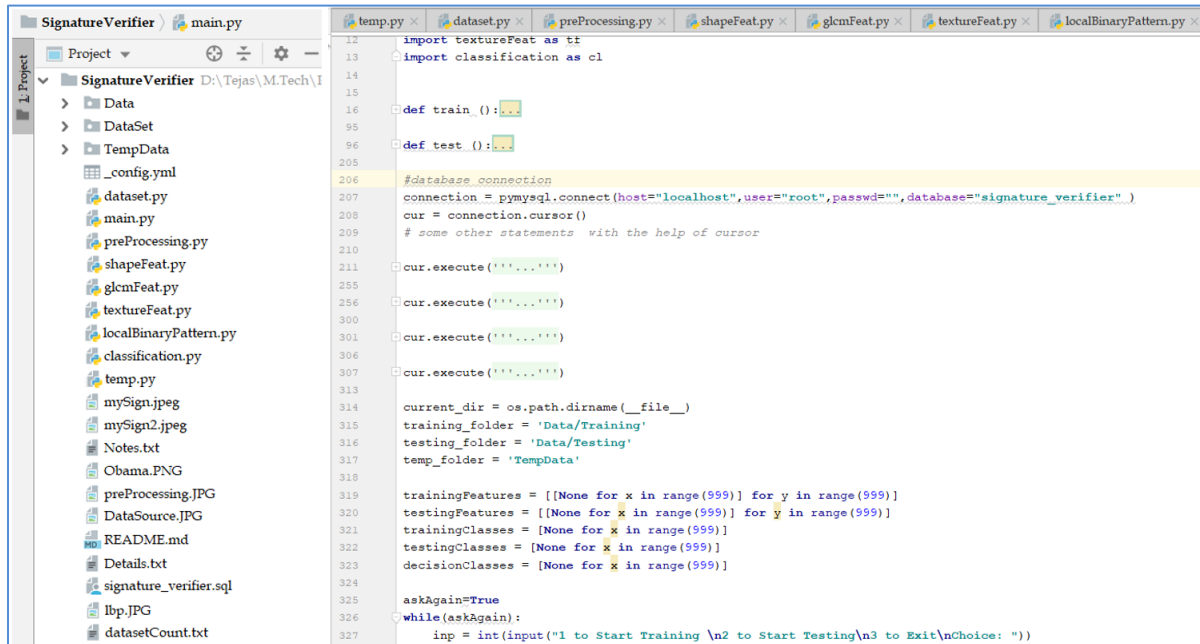 SignatureVerifier main.py
Project
SignatureVerifier D:\Tejas\M.Tech\
Data
DataSet
TempData
_config.yml
dataset.py
main.py
preProcessing.py
shapeFeat.py
glcmFeat.py
textureFeat.py
localBinaryPattern.py
classification.py
temp.py
mySign.jpeg
mySign2.jpeg
Notes.txt
Obama.PNG
preProcessing.JPG
DataSource.JPG
README.md
Details.txt
signature_verifier.sql
lbp.JPG
datasetCount.txt
1: Project
temp.py dataset.py preProcessing.py shapeFeat.py glcmFeat.py textureFeat.py localBinaryPattern.py
12 import textureFeat as tf
13 import classification as cl
14
15
16 def train ():...
95
96 def test ():...
205
206 #database connection
207 connection = pymysql.connect(host="localhost",user="root",passwd="",database="signature_verifier" )
208 cur = connection.cursor()
209 # some other statements  with the help of cursor
210
211 cur.execute('''...''')
255
256 cur.execute('''...''')
300
301 cur.execute('''...''')
306
307 cur.execute('''...''')
313
314 current_dir = os.path.dirname(__file__)
315 training_folder = 'Data/Training'
316 testing_folder = 'Data/Testing'
317 temp_folder = 'TempData'
318
319 trainingFeatures = [[None for x in range(999)] for y in range(999)]
320 testingFeatures = [[None for x in range(999)] for y in range(999)]
321 trainingClasses = [None for x in range(999)]
322 testingClasses = [None for x in range(999)]
323 decisionClasses = [None for x in range(999)]
324
325 askAgain=True
326 while(askAgain):
327 inp = int(input("1 to Start Training \n2 to Start Testing\n3 to Exit\nChoice: "))